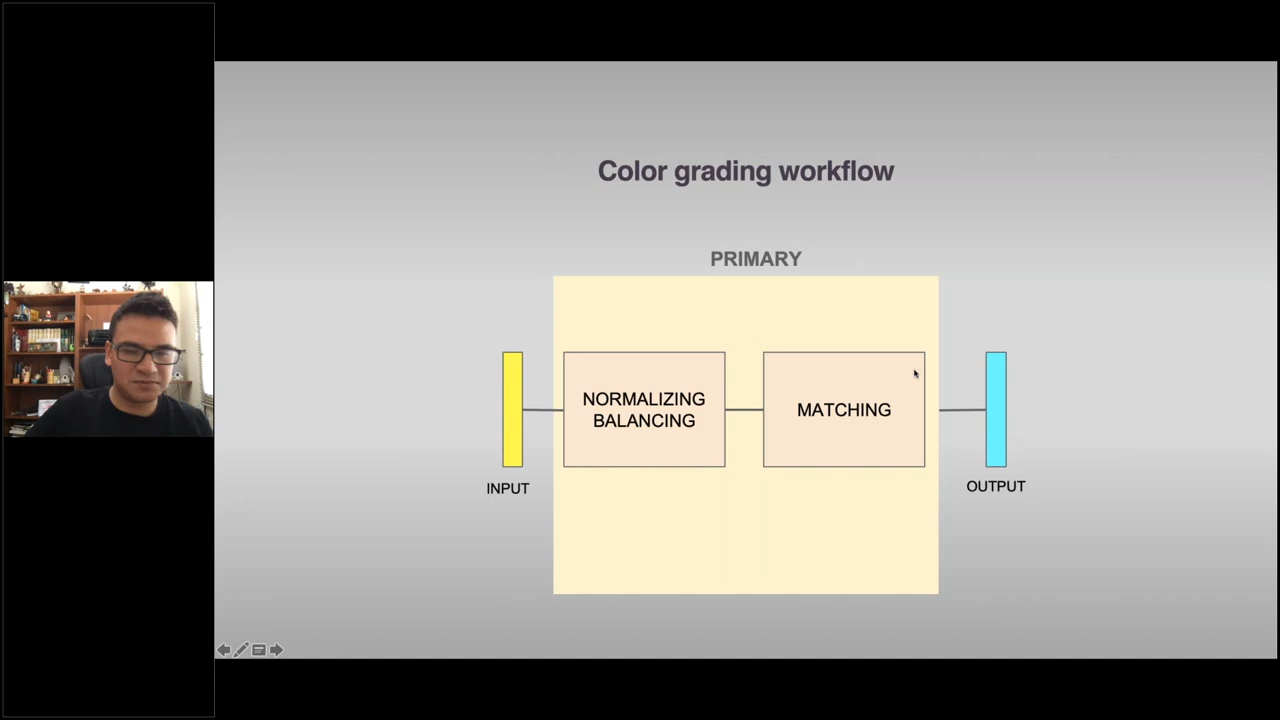 Color grading workflow
PRIMARY
NORMALIZING
BALANCING
MATCHING
INPUT
OUTPUT